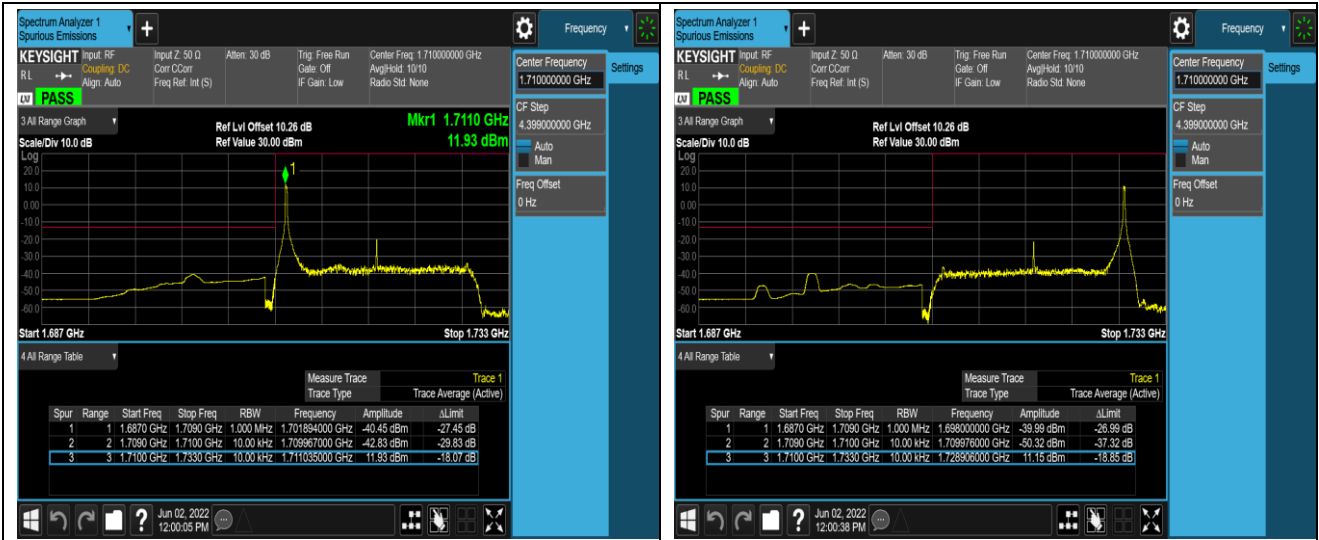 Spectrum Analyzer 1
Spurious Emissions
Frequency
KEYSIGHT
Input: RF
Coupling: DC
Align: Auto
Input Z: 50 Ω
Corr CCorr
Freq Ref: Int (S)
Atten: 30 dB
Trig: Free Run
Gate: Off
IF Gain: Low
Center Freq: 1.710000000 GHz
Avg|Hold: 10/10
Radio Std: None
RL
LXI
PASS
Center Frequency
1.710000000 GHz
Settings
CF Step
4.399000000 GHz
Auto
Man
Freq Offset
0 Hz
3 All Range Graph
Ref Lvl Offset 10.26 dB
Mkr1 1.7110 GHz
Scale/Div 10.0 dB
Ref Value 30.00 dBm
11.93 dBm
Log
1
20.0
10.0
0.00
-10.0
-20.0
-30.0
-40.0
-50.0
-60.0
Start 1.687 GHz
Stop 1.733 GHz
4 All Range Table
Measure Trace Trace 1
Trace Type Trace Average (Active)
Spur Range Start Freq Stop Freq RBW Frequency Amplitude ΔLimit
1 1 1.6870 GHz 1.7090 GHz 1.000 MHz 1.701894000 GHz -40.45 dBm -27.45 dB
2 2 1.7090 GHz 1.7100 GHz 10.00 kHz 1.709967000 GHz -42.83 dBm -29.83 dB
3 3 1.7100 GHz 1.7330 GHz 10.00 kHz 1.711035000 GHz 11.93 dBm -18.07 dB
?
Jun 02, 2022
12:00:05 PM
Spectrum Analyzer 1
Spurious Emissions
Frequency
KEYSIGHT
Input: RF
Coupling: DC
Align: Auto
Input Z: 50 Ω
Corr CCorr
Freq Ref: Int (S)
Atten: 30 dB
Trig: Free Run
Gate: Off
IF Gain: Low
Center Freq: 1.710000000 GHz
Avg|Hold: 10/10
Radio Std: None
RL
LXI
PASS
Center Frequency
1.710000000 GHz
Settings
CF Step
4.399000000 GHz
Auto
Man
Freq Offset
0 Hz
3 All Range Graph
Ref Lvl Offset 10.26 dB
Scale/Div 10.0 dB
Ref Value 30.00 dBm
Log
20.0
10.0
0.00
-10.0
-20.0
-30.0
-40.0
-50.0
-60.0
Start 1.687 GHz
Stop 1.733 GHz
4 All Range Table
Measure Trace Trace 1
Trace Type Trace Average (Active)
Spur Range Start Freq Stop Freq RBW Frequency Amplitude ΔLimit
1 1 1.6870 GHz 1.7090 GHz 1.000 MHz 1.698000000 GHz -39.99 dBm -26.99 dB
2 2 1.7090 GHz 1.7100 GHz 10.00 kHz 1.709976000 GHz -50.32 dBm -37.32 dB
3 3 1.7100 GHz 1.7330 GHz 10.00 kHz 1.728906000 GHz 11.15 dBm -18.85 dB
?
Jun 02, 2022
12:00:38 PM